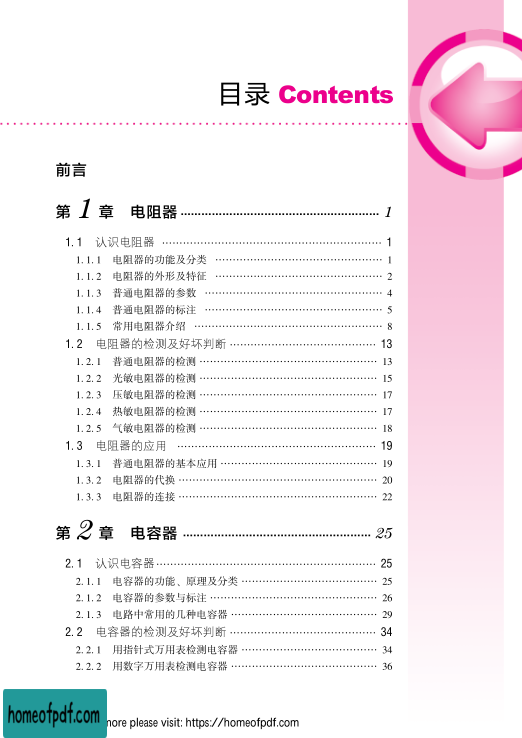 目录 Contents
前言
第 1 章 电阻器 1
1.1 认识电阻器 1
1.1.1 电阻器的功能及分类 1
1.1.2 电阻器的外形及特征 2
1.1.3 普通电阻器的参数 4
1.1.4 普通电阻器的标注 5
1.1.5 常用电阻器介绍 8
1.2 电阻器的检测及好坏判断 13
1.2.1 普通电阻器的检测 13
1.2.2 光敏电阻器的检测 15
1.2.3 压敏电阻器的检测 17
1.2.4 热敏电阻器的检测 17
1.2.5 气敏电阻器的检测 18
1.3 电阻器的应用 19
1.3.1 普通电阻器的基本应用 19
1.3.2 电阻器的代换 20
1.3.3 电阻器的连接 22
第 2 章 电容器 25
2.1 认识电容器 25
2.1.1 电容器的功能、原理及分类 25
2.1.2 电容器的参数与标注 26
2.1.3 电路中常用的几种电容器 29
2.2 电容器的检测及好坏判断 34
2.2.1 用指针式万用表检测电容器 34
2.2.2 用数字万用表检测电容器 36
homeofpdf.com
more please visit: https://homeofpdf.com